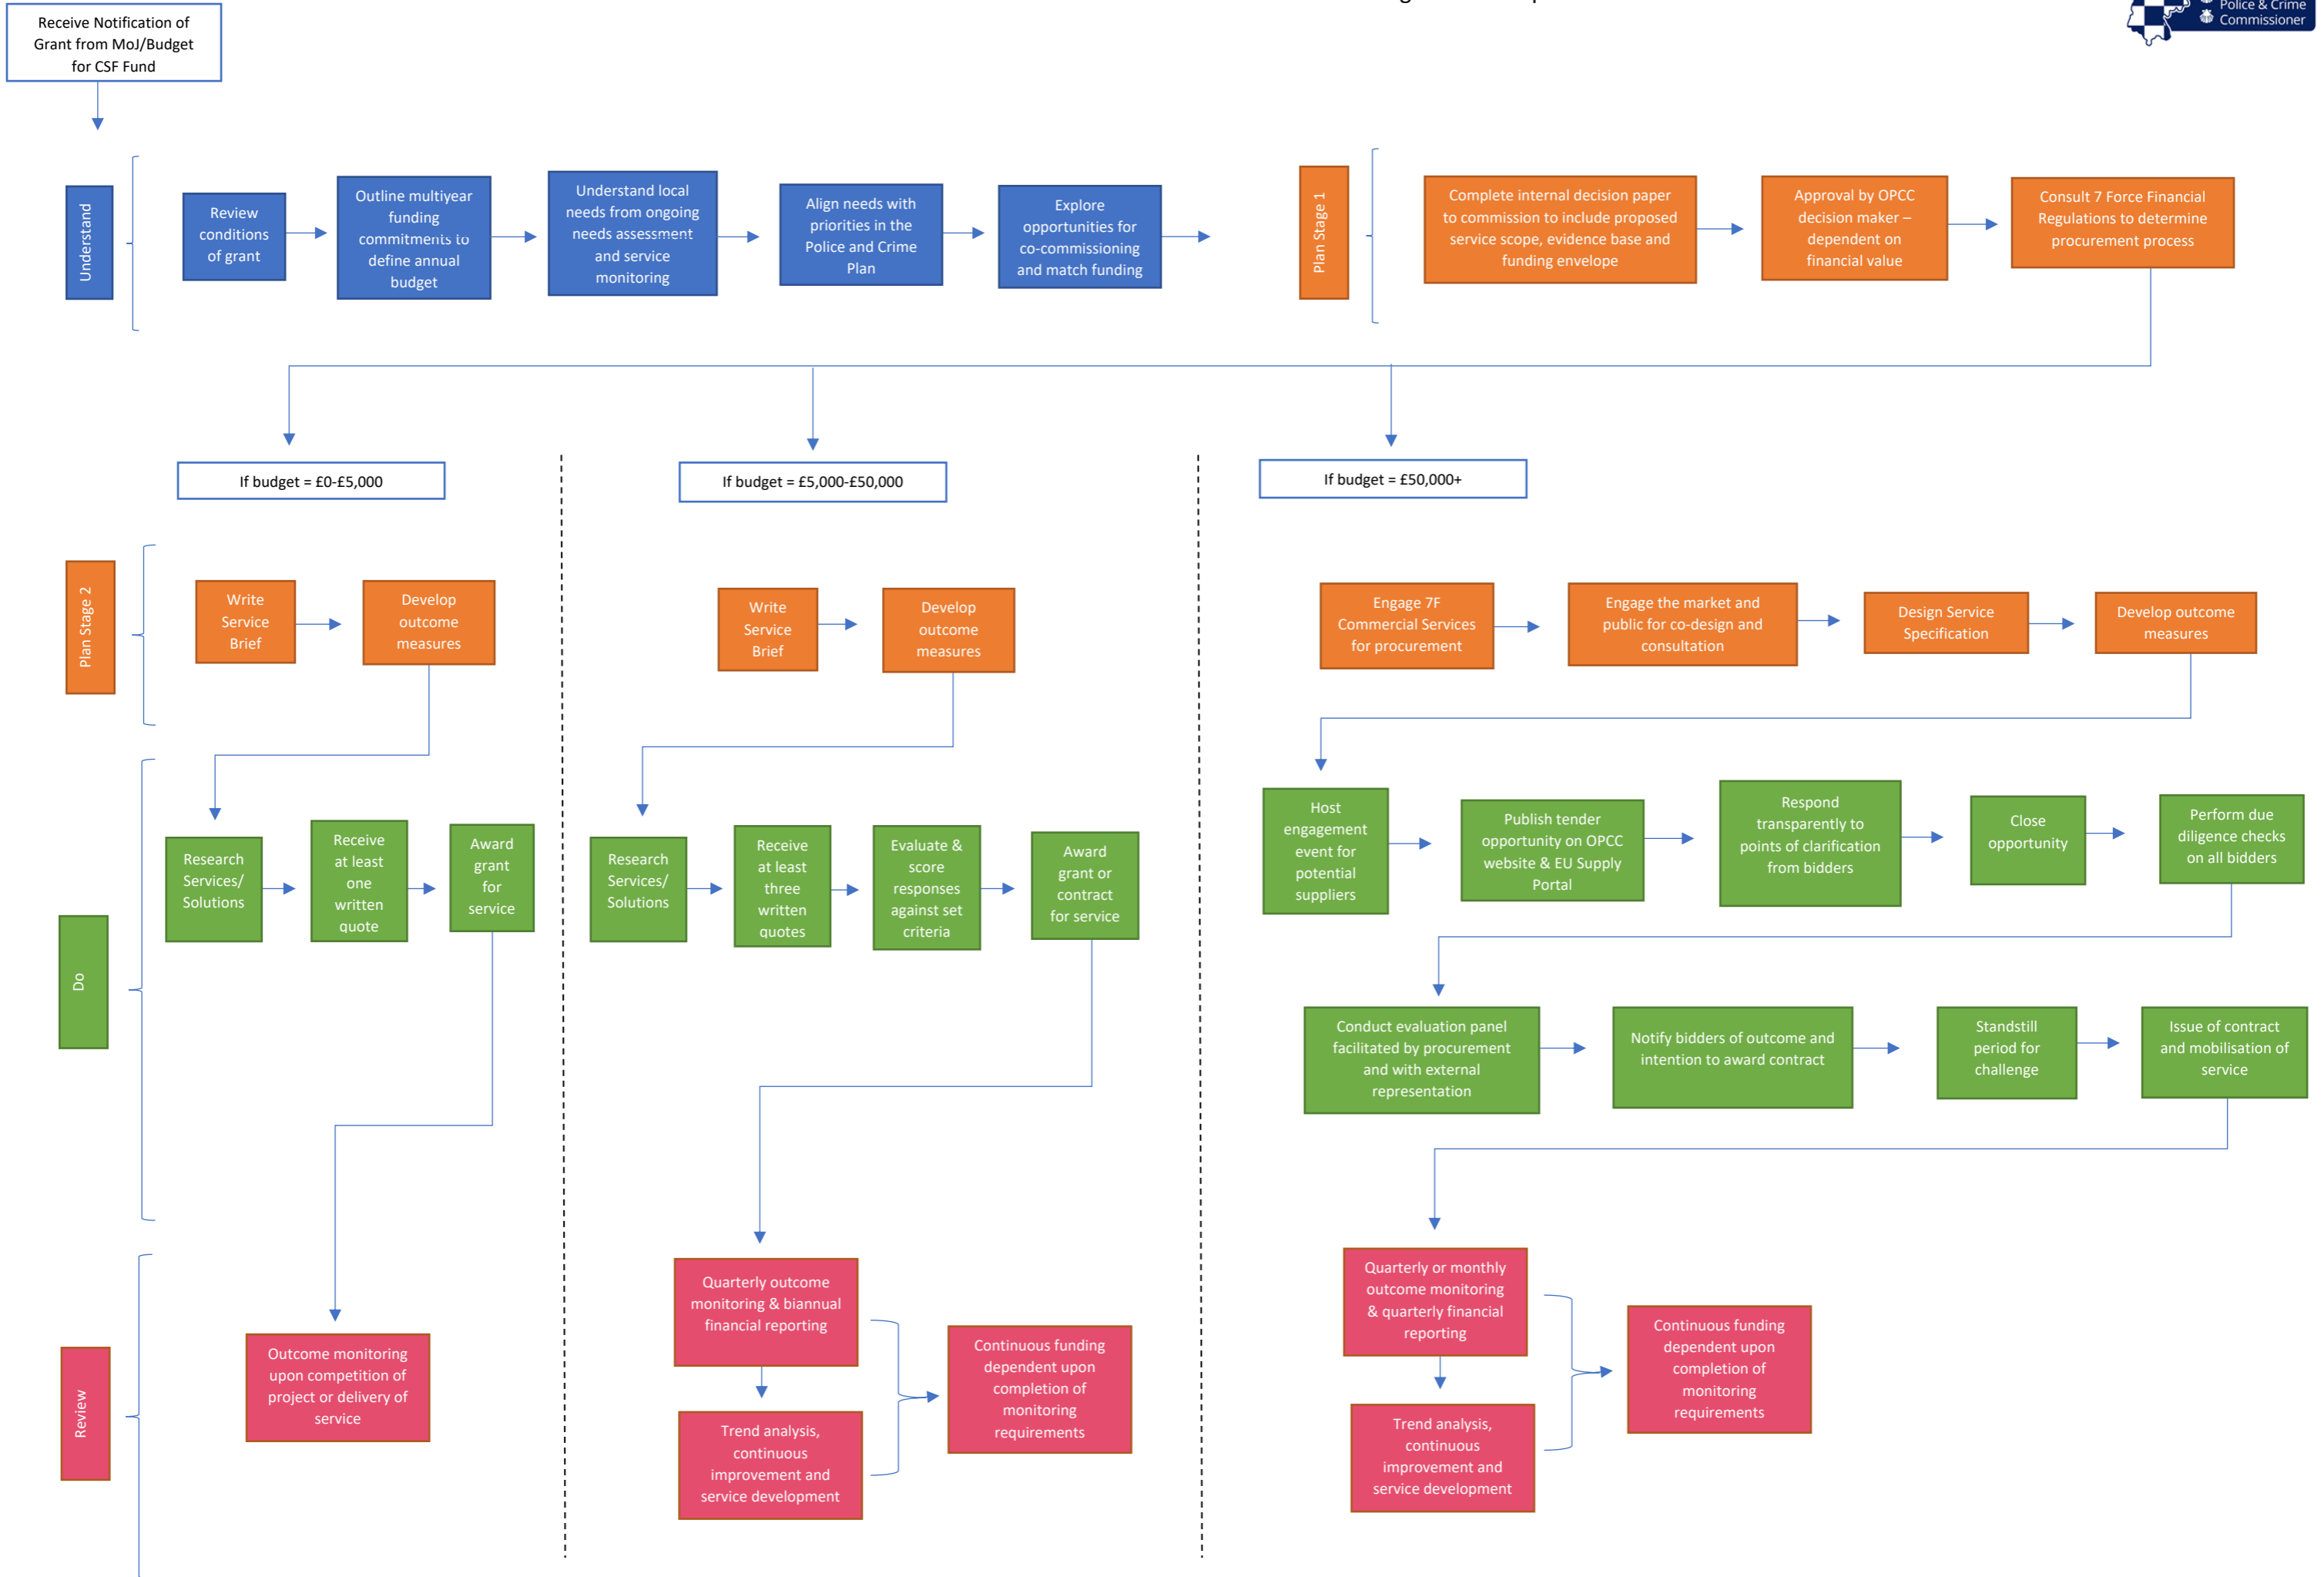 Police & Crime
Commissioner
Receive Notification of
Grant from MoJ/Budget
for CSF Fund
Understand
Review
conditions
of grant
Outline multiyear
funding
commitments to
define annual
budget
Understand local
needs from ongoing
needs assessment
and service
monitoring
Align needs with
priorities in the
Police and Crime
Plan
Explore
opportunities for
co-commissioning
and match funding
Plan Stage 1
Complete internal decision paper
to commission to include proposed
service scope, evidence base and
funding envelope
Approval by OPCC
decision maker –
dependent on
financial value
Consult 7 Force Financial
Regulations to determine
procurement process
If budget = £0-£5,000
If budget = £5,000-£50,000
If budget = £50,000+
Plan Stage 2
Write
Service
Brief
Develop
outcome
measures
Write
Service
Brief
Develop
outcome
measures
Engage 7F
Commercial Services
for procurement
Engage the market and
public for co-design and
consultation
Design Service
Specification
Develop outcome
measures
Do
Research
Services/
Solutions
Receive
at least
one
written
quote
Award
grant
for
service
Research
Services/
Solutions
Receive
at least
three
written
quotes
Evaluate &
score
responses
against set
criteria
Award
grant or
contract
for service
Host
engagement
event for
potential
suppliers
Publish tender
opportunity on OPCC
website & EU Supply
Portal
Respond
transparently to
points of clarification
from bidders
Close
opportunity
Perform due
diligence checks
on all bidders
Conduct evaluation panel
facilitated by procurement
and with external
representation
Notify bidders of outcome and
intention to award contract
Standstill
period for
challenge
Issue of contract
and mobilisation of
service
Review
Outcome monitoring
upon competition of
project or delivery of
service
Quarterly outcome
monitoring & biannual
financial reporting
Trend analysis,
continuous
improvement and
service development
Continuous funding
dependent upon
completion of
monitoring
requirements
Quarterly or monthly
outcome monitoring
& quarterly financial
reporting
Trend analysis,
continuous
improvement and
service development
Continuous funding
dependent upon
completion of
monitoring
requirements